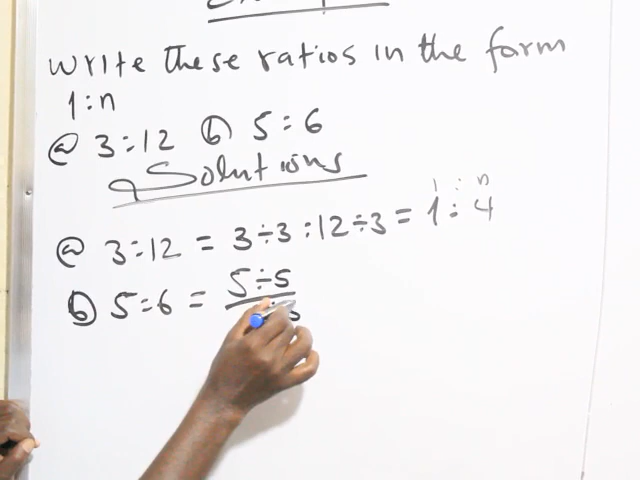 Write these ratios in the form
1:n
ⓐ 3:12 ⓑ 5:6
Solutions
1 : n
ⓐ 3:12 = 3÷3 : 12÷3 = 1:4
ⓑ 5:6 = 5÷5